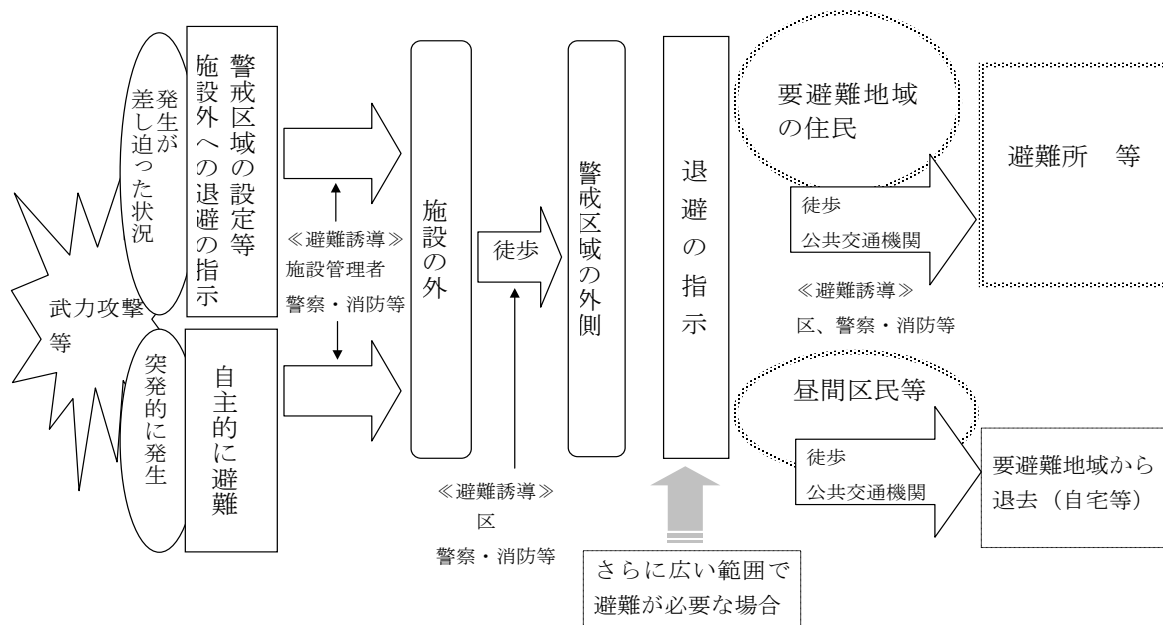 武力攻撃
等
発生が
差し迫った状況
警戒区域の設定等
施設外への退避の指示
突発的に発生
自主的に避難
≪避難誘導≫
施設管理者
警察・消防等
施設の外
徒歩
≪避難誘導≫
区
警察・消防等
警戒区域の外側
退避の指示
さらに広い範囲で
避難が必要な場合
要避難地域
の住民
徒歩
公共交通機関
≪避難誘導≫
区、警察・消防等
避難所　等
昼間区民等
徒歩
公共交通機関
要避難地域から
退去（自宅等）